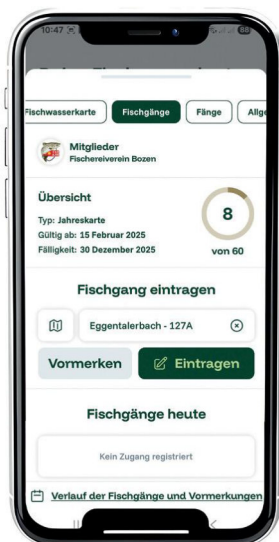 10:47
88
Fischwasserkarte
Fischgänge
Fänge
Allge
Mitglieder
Fischereiverein Bozen
Übersicht
Typ: Jahreskarte
Gültig ab: 15 Februar 2025
Fälligkeit: 30 Dezember 2025
8
von 60
Fischgang eintragen
Eggentalerbach - 127A
Vormerken
Eintragen
Fischgänge heute
Kein Zugang registriert
Verlauf der Fischgänge und Vormerkungen